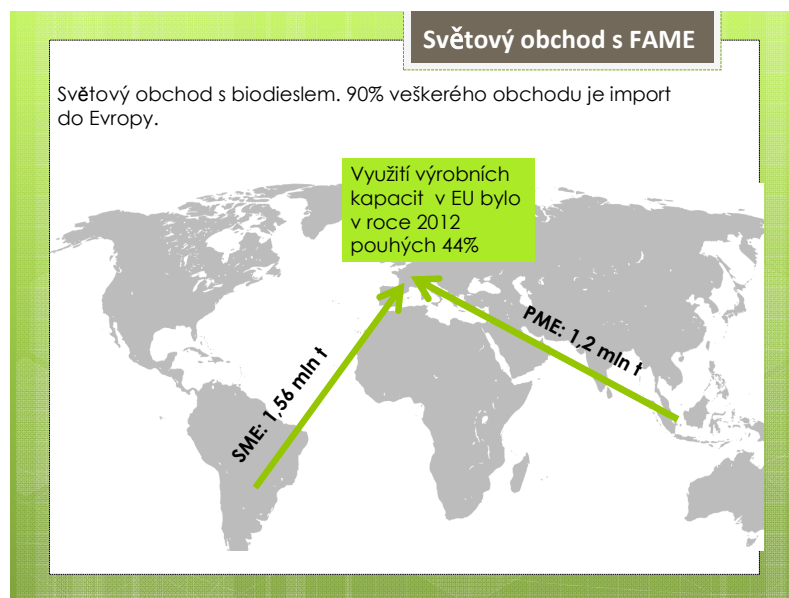 Světový obchod s FAME
Světový obchod s biodieslem. 90% veškerého obchodu je import
do Evropy.
Využití výrobních
kapacit v EU bylo
v roce 2012
pouhých 44%
SME: 1,56 mln t
PME: 1,2 mln t